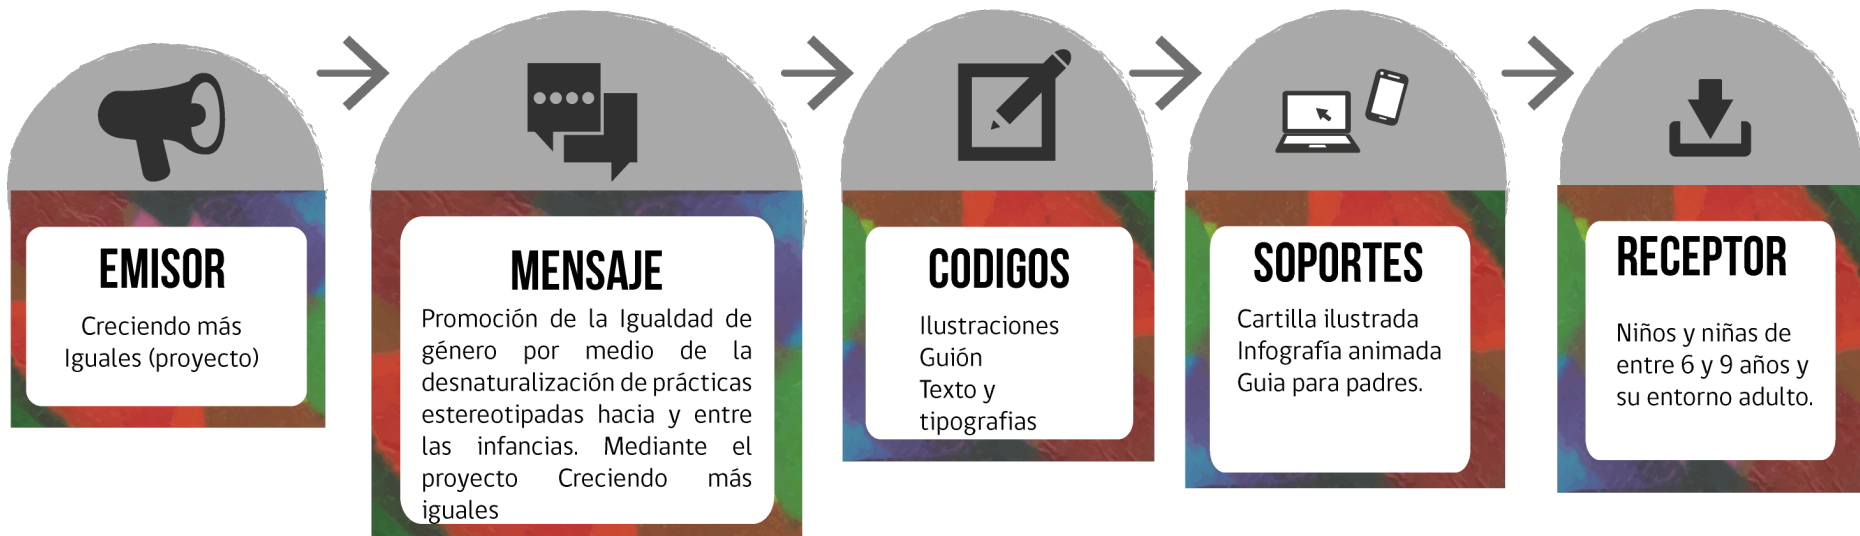 EMISOR
Creciendo más
Iguales (proyecto)
MENSAJE
Promoción de la Igualdad de
género por medio de la
desnaturalización de prácticas
estereotipadas hacia y entre
las infancias. Mediante el
proyecto Creciendo más
iguales
CODIGOS
Ilustraciones
Guión
Texto y
tipografias
SOPORTES
Cartilla ilustrada
Infografía animada
Guia para padres.
RECEPTOR
Niños y niñas de
entre 6 y 9 años y
su entorno adulto.